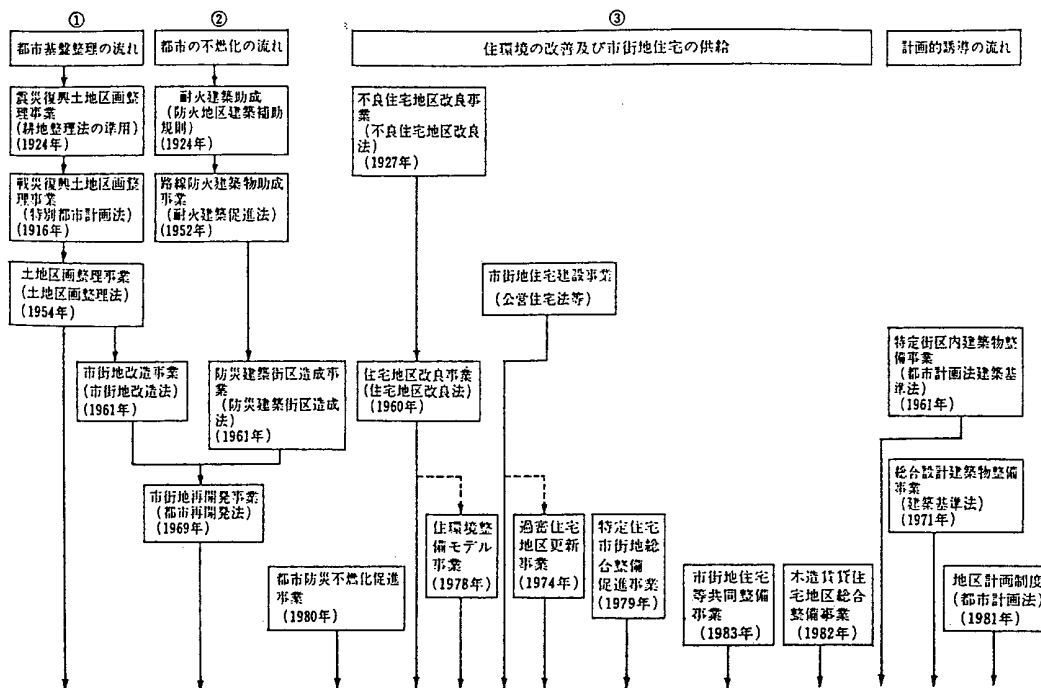 ①
②
③
都市基盤整理の流れ
都市の不燃化の流れ
住環境の改善及び市街地住宅の供給
計画的誘導の流れ
震災復興土地区画整
理事業
(耕地整理法の準用)
(1924年)
耐火建築助成
(防火地区建築補助
規則)
(1924年)
不良住宅地区改良事
業
(不良住宅地区改良
法)
(1927年)
戦災復興土地区画整
理事業
(特別都市計画法)
(1916年)
路線防火建築物助成
事業
(耐火建築促進法)
(1952年)
土地区画整理事業
(土地区画整理法)
(1954年)
市街地住宅建設事業
(公営住宅法等)
市街地改造事業
(市街地改造法)
(1961年)
防災建築街区造成事
業
(防災建築街区造成
法)
(1961年)
住宅地区改良事業
(住宅地区改良法)
(1960年)
特定街区内建築物整
備事業
(都市計画法建築基
準法)
(1961年)
市街地再開発事業
(都市再開発法)
(1969年)
総合設計建築物整備
事業
(建築基準法)
(1971年)
住環境整
備モデル
事業
(1978年)
過密住宅
地区更新
事業
(1974年)
特定住宅
市街地総
合整備
促進事業
(1979年)
都市防災不燃化促進
事業
(1980年)
市街地住宅
等共同整備
事業
(1983年)
木造賃貸住
宅地区総合
整備事業
(1982年)
地区計画制度
(都市計画法)
(1981年)